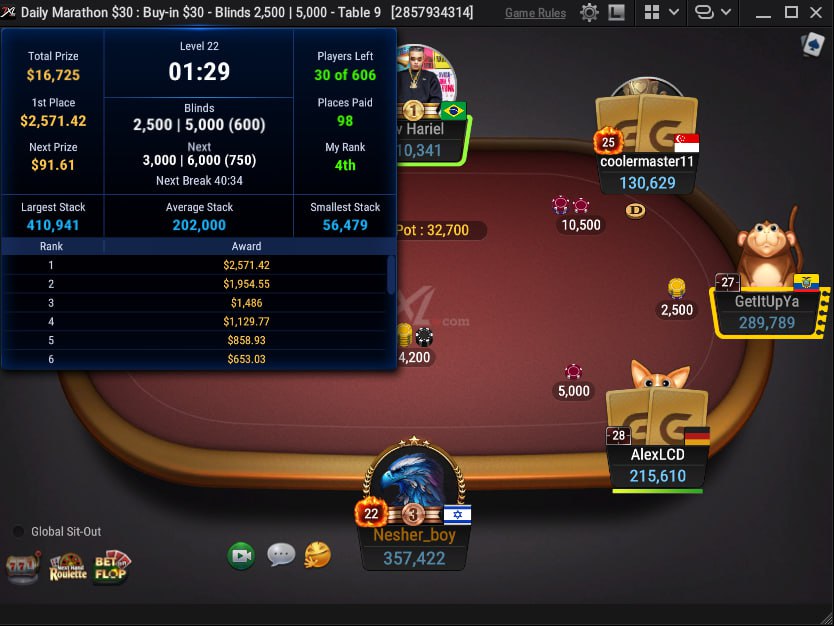 Daily Marathon $30 : Buy-in $30 - Blinds 2,500 | 5,000 - Table 9 [2857934314]
Game Rules
Total Prize
$16,725
1st Place
$2,571.42
Next Prize
$91.61
Level 22
01:29
Blinds
2,500 | 5,000 (600)
Next
3,000 | 6,000 (750)
Next Break 40:34
Players Left
30 of 606
Places Paid
98
My Rank
4th
Largest Stack
410,941
Average Stack
202,000
Smallest Stack
56,479
Rank Award
1 $2,571.42
2 $1,954.55
3 $1,486
4 $1,129.77
5 $858.93
6 $653.03
1
Hariel
0,341
25
coolermaster11
130,629
D
10,500
Pot : 32,700
27
GetItUpYa
289,789
2,500
.com
4,200
5,000
28
AlexLCD
215,610
22
3
Nesher_boy
357,422
Global Sit-Out
Next Hand
Roulette
BET
FLOP